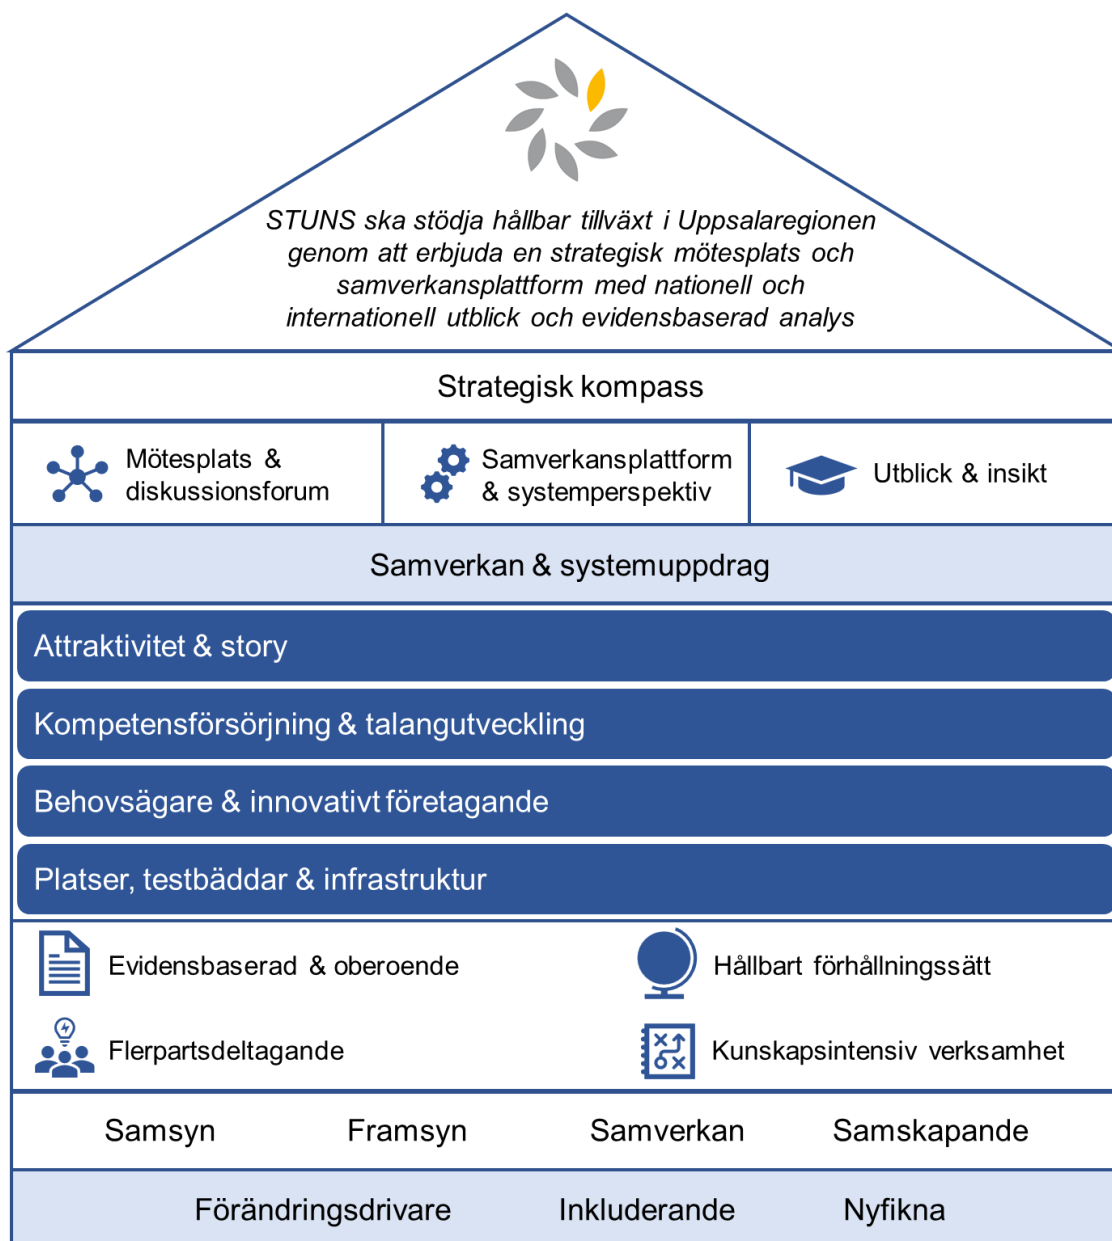 STUNS ska stödja hållbar tillväxt i Uppsalaregionen
genom att erbjuda en strategisk mötesplats och
samverkansplattform med nationell och
internationell utblick och evidensbaserad analys
Strategisk kompass
Mötesplats &
diskussionsforum
Samverkansplattform
& systemperspektiv
Utblick & insikt
Samverkan & systemuppdrag
Attraktivitet & story
Kompetensförsörjning & talangutveckling
Behovsägare & innovativt företagande
Platser, testbäddar & infrastruktur
Evidensbaserad & oberoende
Hållbart förhållningssätt
Flerpartsdeltagande
Kunskapsintensiv verksamhet
Samsyn Framsyn Samverkan Samskapande
Förändringsdrivare Inkluderande Nyfikna